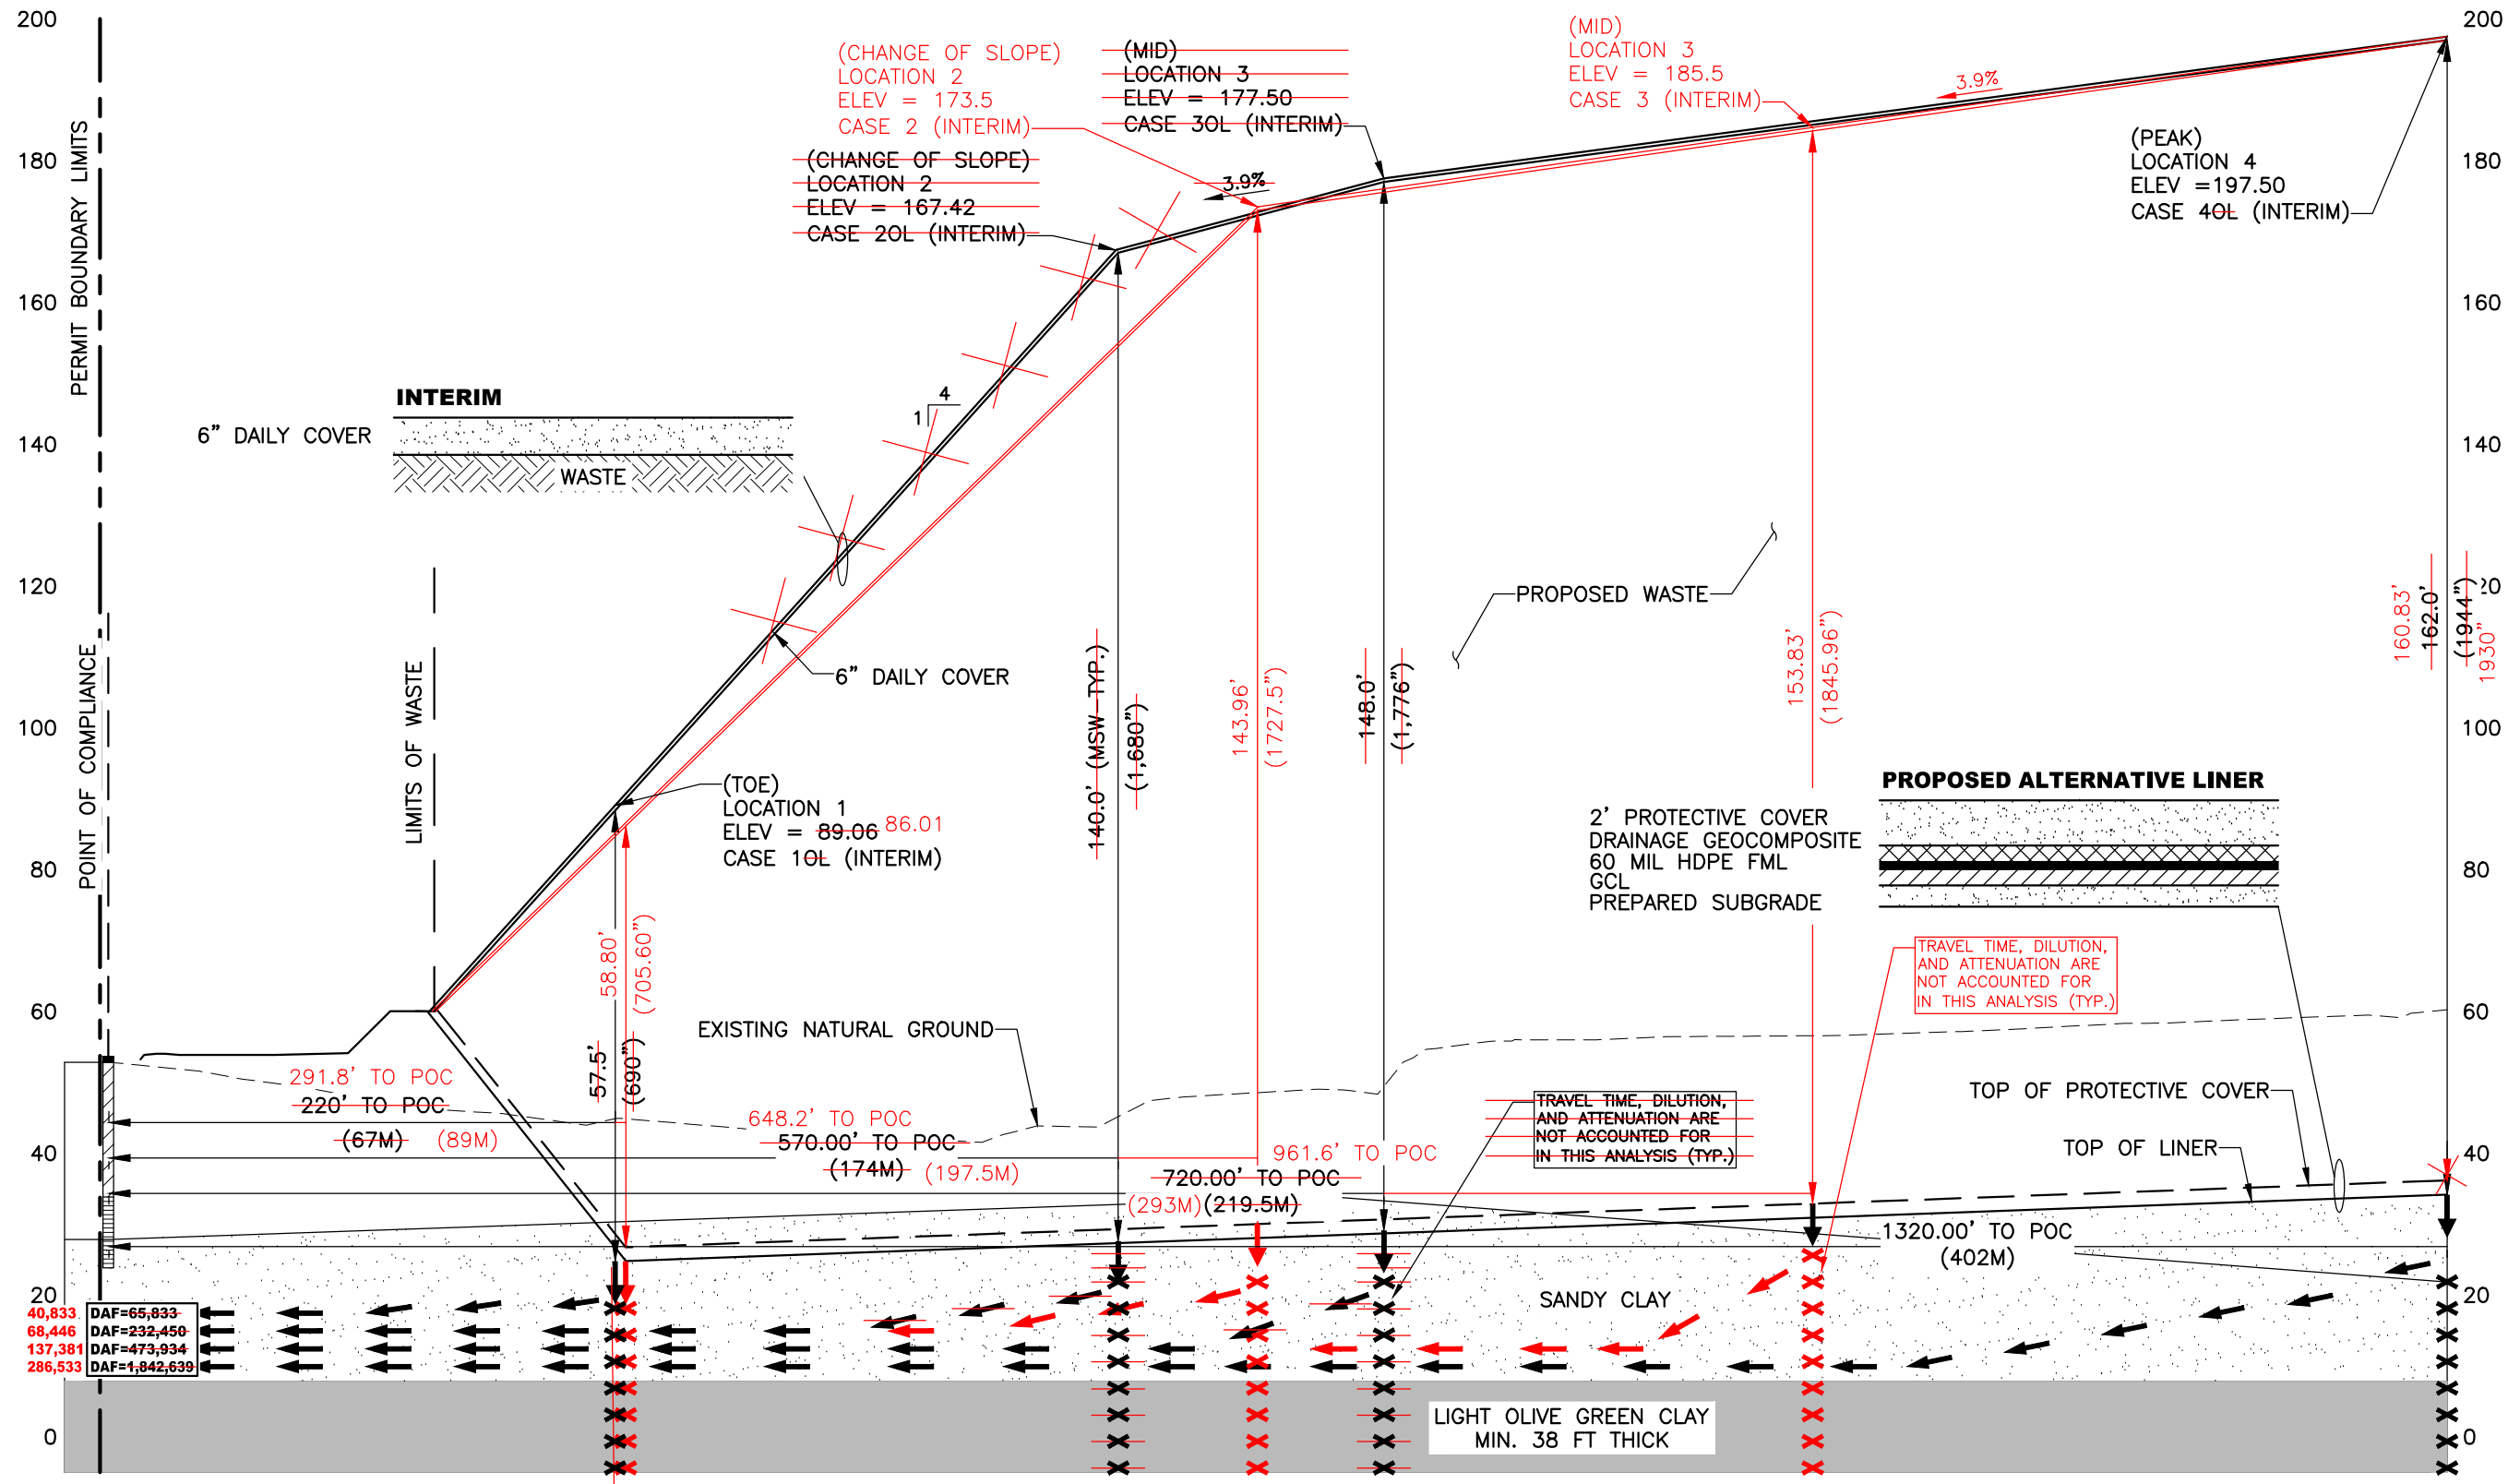 200
180
160
140
120
100
80
60
40
20
0
PERMIT BOUNDARY LIMITS
POINT OF COMPLIANCE
LIMITS OF WASTE
INTERIM
6" DAILY COVER
WASTE
(CHANGE OF SLOPE)
LOCATION 2
ELEV = 173.5
CASE 2 (INTERIM)
(CHANGE OF SLOPE)
LOCATION 2
ELEV = 167.42
CASE 2OL (INTERIM)
(MID)
LOCATION 3
ELEV = 177.50
CASE 3OL (INTERIM)
3.9%
(MID)
LOCATION 3
ELEV = 185.5
CASE 3 (INTERIM)
3.9%
(PEAK)
LOCATION 4
ELEV =197.50
CASE 4OL (INTERIM)
200
180
160
140
120
100
80
60
40
20
0
4
1
6" DAILY COVER
PROPOSED WASTE
(TOE)
LOCATION 1
ELEV = 89.06 86.01
CASE 1OL (INTERIM)
58.80'
(705.60")
57.5'
(690")
140.0' (MSW-TYP.)
(1,680")
143.96'
(1727.5")
148.0'
(1,776")
153.83'
(1845.96")
160.83'
162.0'
(1944")
1930"
PROPOSED ALTERNATIVE LINER
2' PROTECTIVE COVER
DRAINAGE GEOCOMPOSITE
60 MIL HDPE FML
GCL
PREPARED SUBGRADE
TRAVEL TIME, DILUTION,
AND ATTENUATION ARE
NOT ACCOUNTED FOR
IN THIS ANALYSIS (TYP.)
EXISTING NATURAL GROUND
291.8' TO POC
220' TO POC
(67M) (89M)
648.2' TO POC
570.00' TO POC
(174M) (197.5M)
961.6' TO POC
720.00' TO POC
(293M) (219.5M)
TRAVEL TIME, DILUTION,
AND ATTENUATION ARE
NOT ACCOUNTED FOR
IN THIS ANALYSIS (TYP.)
TOP OF PROTECTIVE COVER
TOP OF LINER
1320.00' TO POC
(402M)
SANDY CLAY
40,833 DAF=65,833
68,446 DAF=232,450
137,381 DAF=473,934
286,533 DAF=1,842,639
LIGHT OLIVE GREEN CLAY
MIN. 38 FT THICK